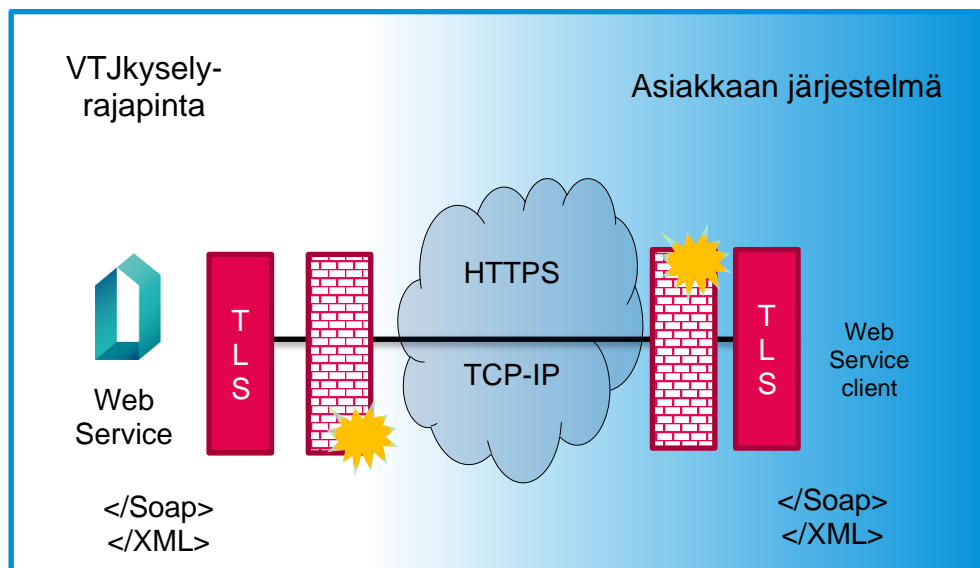 VTJkysely-
rajapinta
Asiakkaan järjestelmä
HTTPS
TCP-IP
T
L
S
Web
Service
T
L
S
Web
Service
client
</Soap>
</XML>
</Soap>
</XML>